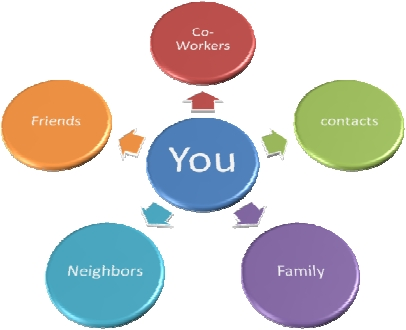 Co-
Workers
Friends
contacts
You
Neighbors
Family